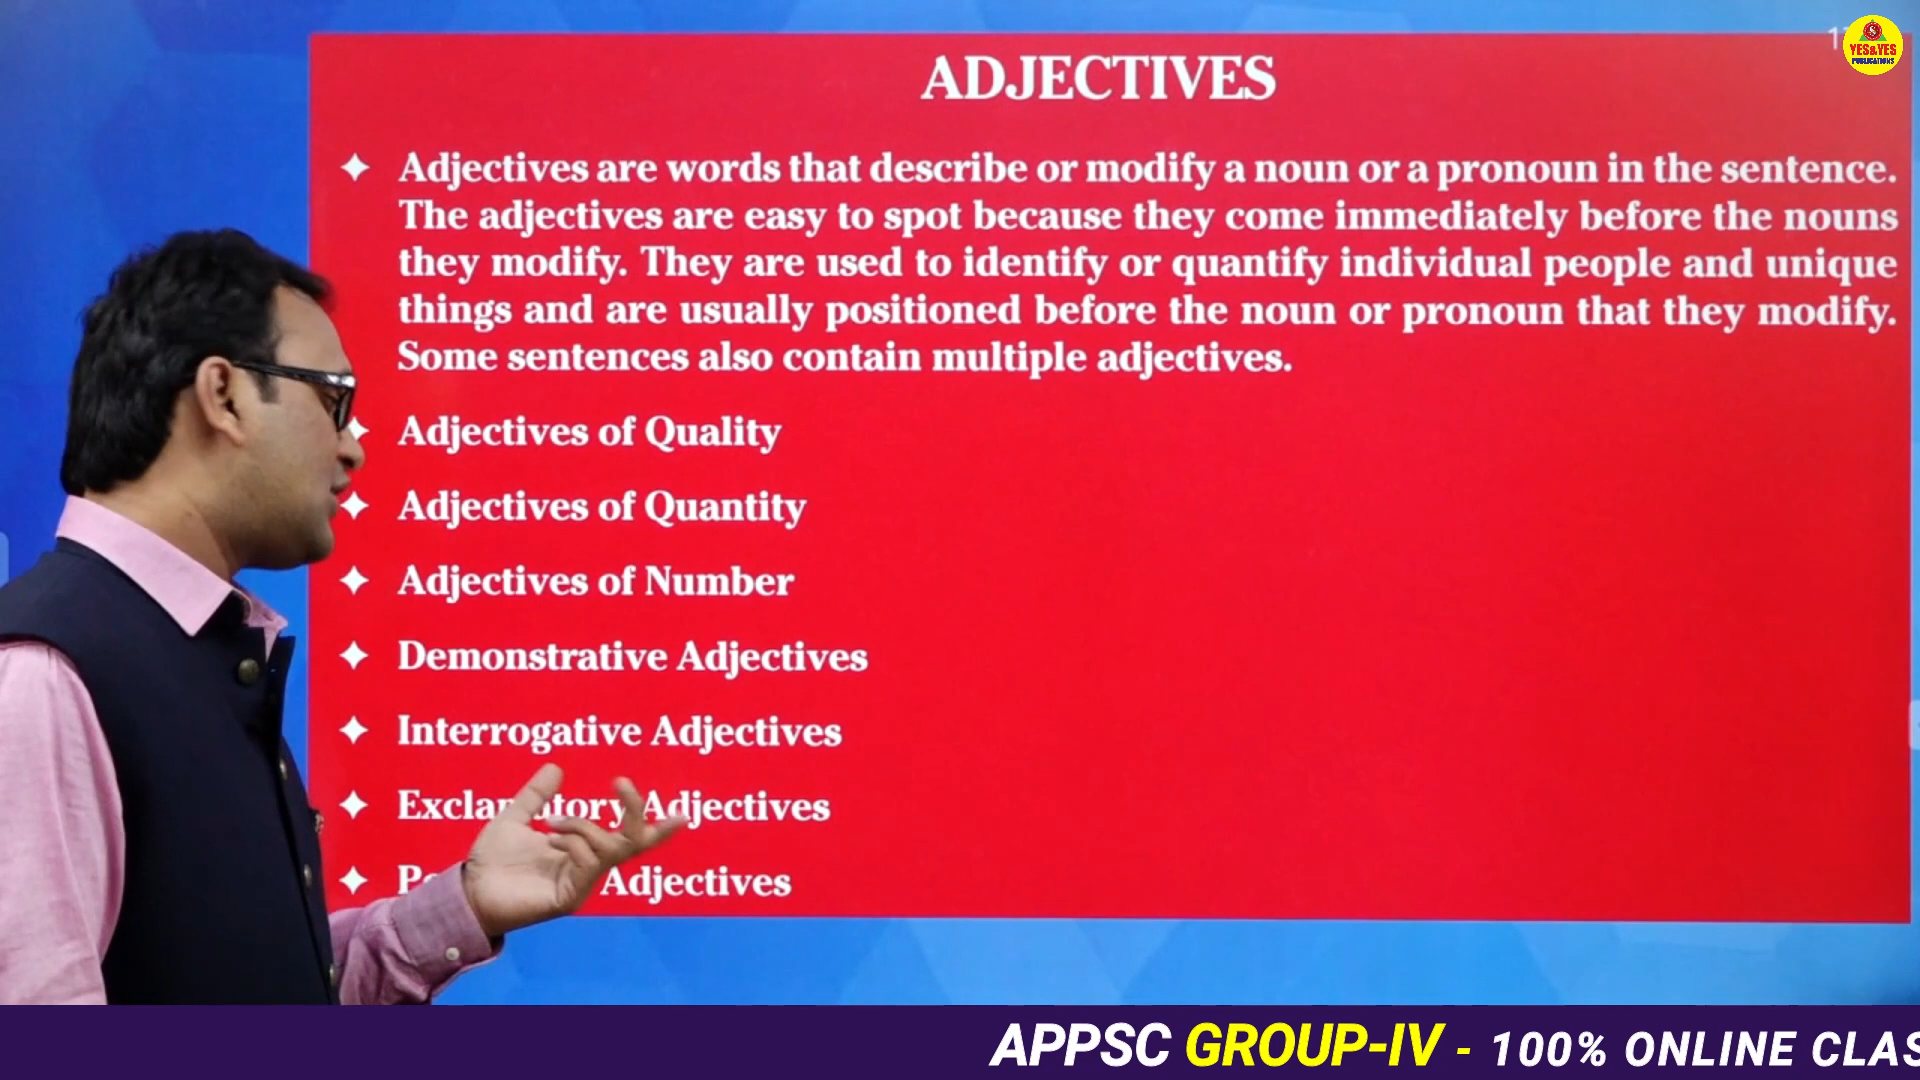 ADJECTIVES
YES&YES
PUBLICATIONS
Adjectives are words that describe or modify a noun or a pronoun in the sentence.
The adjectives are easy to spot because they come immediately before the nouns
they modify. They are used to identify or quantify individual people and unique
things and are usually positioned before the noun or pronoun that they modify.
Some sentences also contain multiple adjectives.
Adjectives of Quality
Adjectives of Quantity
Adjectives of Number
Demonstrative Adjectives
Interrogative Adjectives
Adjectives
Adjectives
APPSC GROUP-IV - 100% ONLINE CLAS